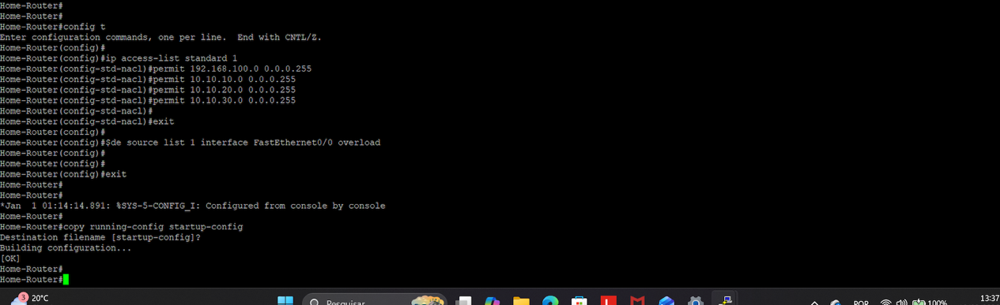 Home-Router#
Home-Router#
Home-Router#config t
Enter configuration commands, one per line.  End with CNTL/Z.
Home-Router(config)#
Home-Router(config)#ip access-list standard 1
Home-Router(config-std-nacl)#permit 192.168.100.0 0.0.0.255
Home-Router(config-std-nacl)#permit 10.10.10.0 0.0.0.255
Home-Router(config-std-nacl)#permit 10.10.20.0 0.0.0.255
Home-Router(config-std-nacl)#permit 10.10.30.0 0.0.0.255
Home-Router(config-std-nacl)#
Home-Router(config-std-nacl)#exit
Home-Router(config)#
Home-Router(config)#$de source list 1 interface FastEthernet0/0 overload
Home-Router(config)#
Home-Router(config)#
Home-Router(config)#exit
Home-Router#
Home-Router#
*Jan  1 01:14:14.891: %SYS-5-CONFIG_I: Configured from console by console
Home-Router#
Home-Router#copy running-config startup-config
Destination filename [startup-config]?
Building configuration...
[OK]
Home-Router#
Home-Router#
3 20°C Pesquisar L POR 100% 13:37